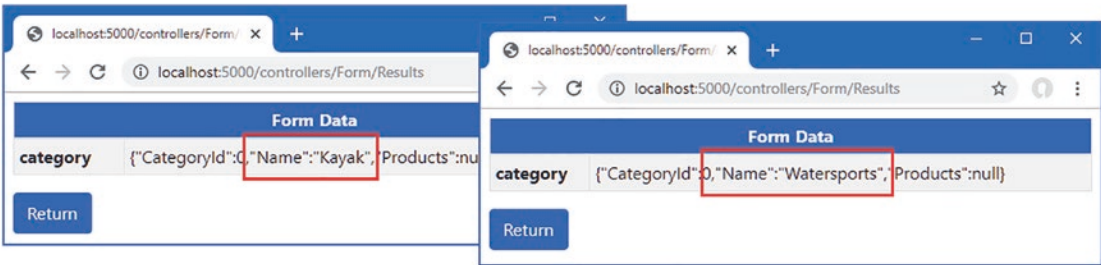 localhost:5000/controllers/Form/
localhost:5000/controllers/Form/Results
Form Data
category {"CategoryId":0,"Name":"Kayak","Products":nu
Return
localhost:5000/controllers/Form/
localhost:5000/controllers/Form/Results
Form Data
category {"CategoryId":0,"Name":"Watersports","Products":null}
Return